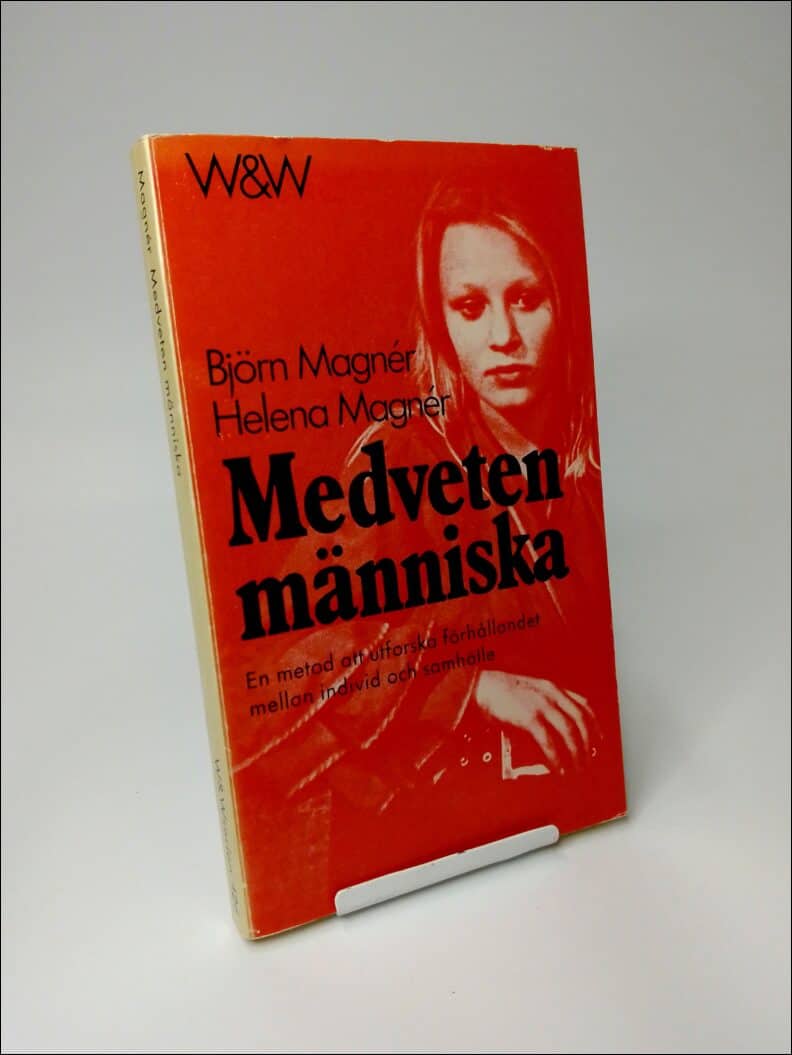 W&W
Björn Magnér
Helena Magnér
Medveten
människa
En metod att utforska förhållandet
mellan individ och samhälle
Magnér Medveten människa